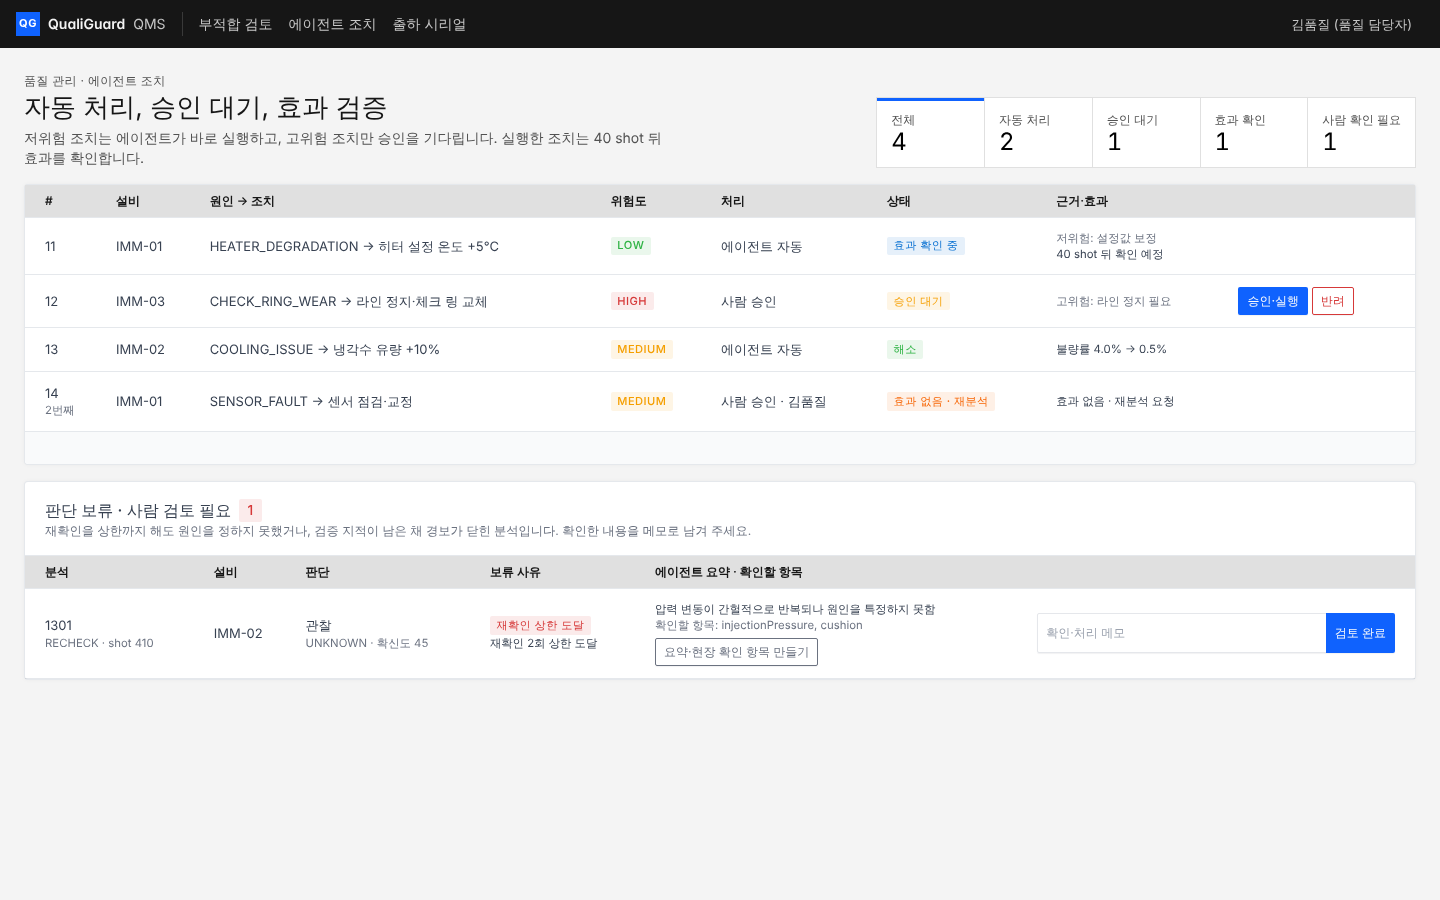 QG QualiGuard QMS 부적합 검토 에이전트 조치 출하 시리얼 김품질 (품질 담당자)
품질 관리 · 에이전트 조치
자동 처리, 승인 대기, 효과 검증
저위험 조치는 에이전트가 바로 실행하고, 고위험 조치만 승인을 기다립니다. 실행한 조치는 40 shot 뒤
효과를 확인합니다.
전체 자동 처리 승인 대기 효과 확인 사람 확인 필요
4 2 1 1 1
# 설비 원인 → 조치 위험도 처리 상태 근거·효과
11 IMM-01 HEATER_DEGRADATION → 히터 설정 온도 +5°C LOW 에이전트 자동 효과 확인 중 저위험: 설정값 보정
40 shot 뒤 확인 예정
12 IMM-03 CHECK_RING_WEAR → 라인 정지·체크 링 교체 HIGH 사람 승인 승인 대기 고위험: 라인 정지 필요 승인·실행 반려
13 IMM-02 COOLING_ISSUE → 냉각수 유량 +10% MEDIUM 에이전트 자동 해소 불량률 4.0% → 0.5%
14 IMM-01 SENSOR_FAULT → 센서 점검·교정 MEDIUM 사람 승인 · 김품질 효과 없음 · 재분석 효과 없음 · 재분석 요청
2번째
판단 보류 · 사람 검토 필요 1
재확인을 상한까지 해도 원인을 정하지 못했거나, 검증 지적이 남은 채 경보가 닫힌 분석입니다. 확인한 내용을 메모로 남겨 주세요.
분석 설비 판단 보류 사유 에이전트 요약 · 확인할 항목
1301 IMM-02 관찰 재확인 상한 도달 압력 변동이 간헐적으로 반복되나 원인을 특정하지 못함
RECHECK · shot 410 UNKNOWN · 확신도 45 재확인 2회 상한 도달 확인할 항목: injectionPressure, cushion
요약·현장 확인 항목 만들기 확인·처리 메모 검토 완료